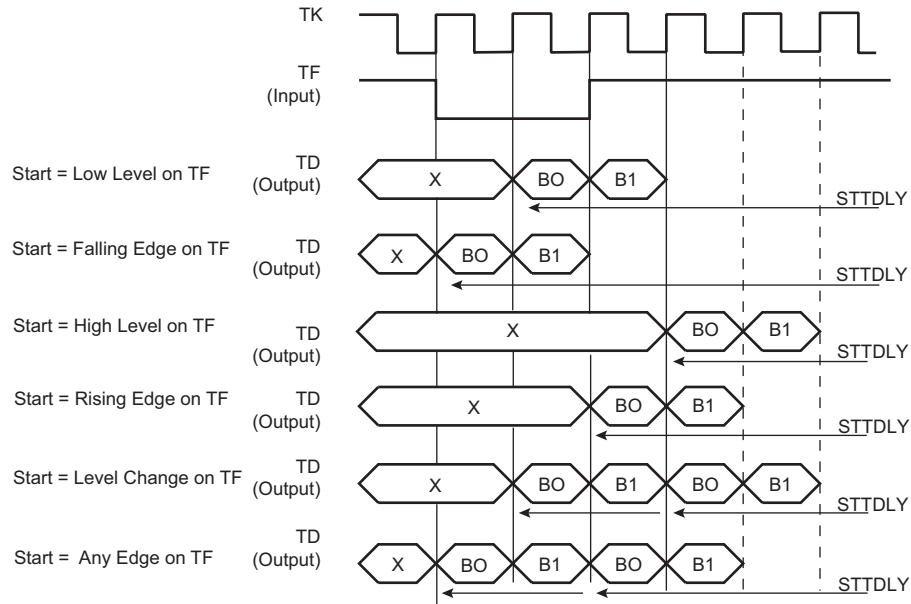 TK
TF
(Input)
Start = Low Level on TF
TD
(Output)
X
BO
B1
STTDLY
Start = Falling Edge on TF
TD
(Output)
X
BO
B1
STTDLY
Start = High Level on TF
TD
(Output)
X
BO
B1
STTDLY
Start = Rising Edge on TF
TD
(Output)
X
BO
B1
STTDLY
Start = Level Change on TF
TD
(Output)
X
BO
B1
BO
B1
STTDLY
Start = Any Edge on TF
TD
(Output)
X
BO
B1
BO
B1
STTDLY